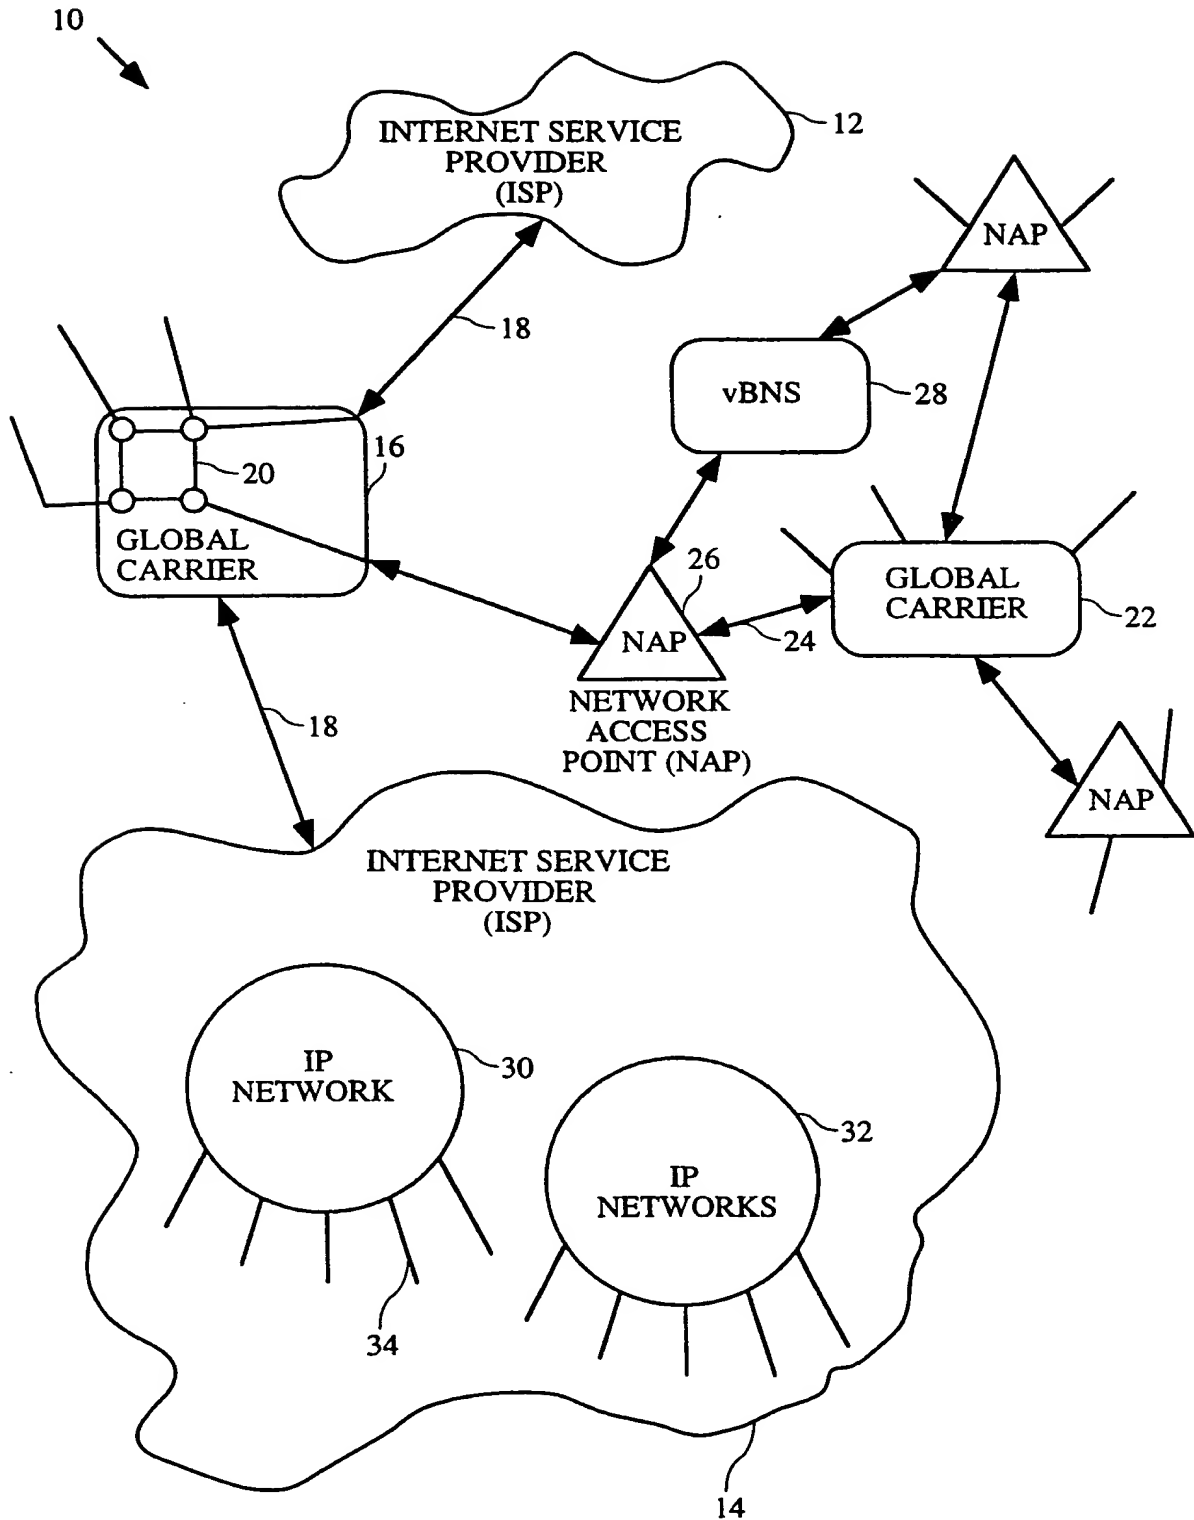 10
INTERNET SERVICE
PROVIDER
(ISP)
12
NAP
18
vBNS
28
16
20
GLOBAL
CARRIER
26
NAP
24
GLOBAL
CARRIER
22
NETWORK
ACCESS
POINT (NAP)
18
NAP
INTERNET SERVICE
PROVIDER
(ISP)
IP
NETWORK
30
32
IP
NETWORKS
34
14